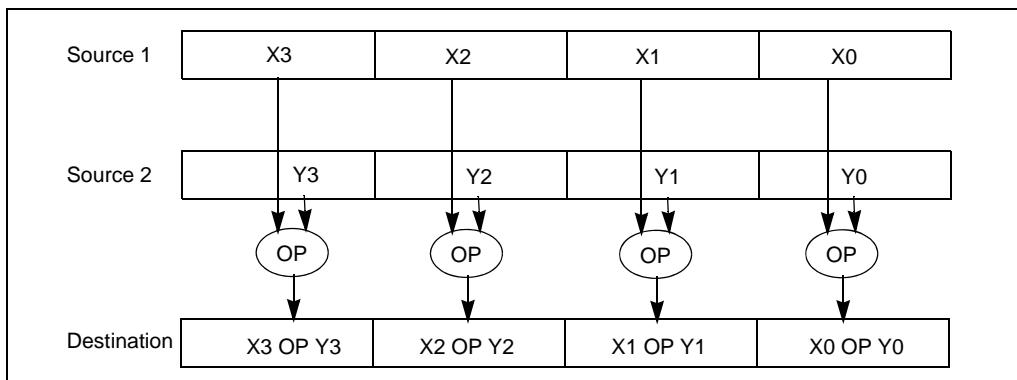 Source 1 X3 X2 X1 X0
Source 2 Y3 Y2 Y1 Y0
OP OP OP OP
Destination X3 OP Y3 X2 OP Y2 X1 OP Y1 X0 OP Y0